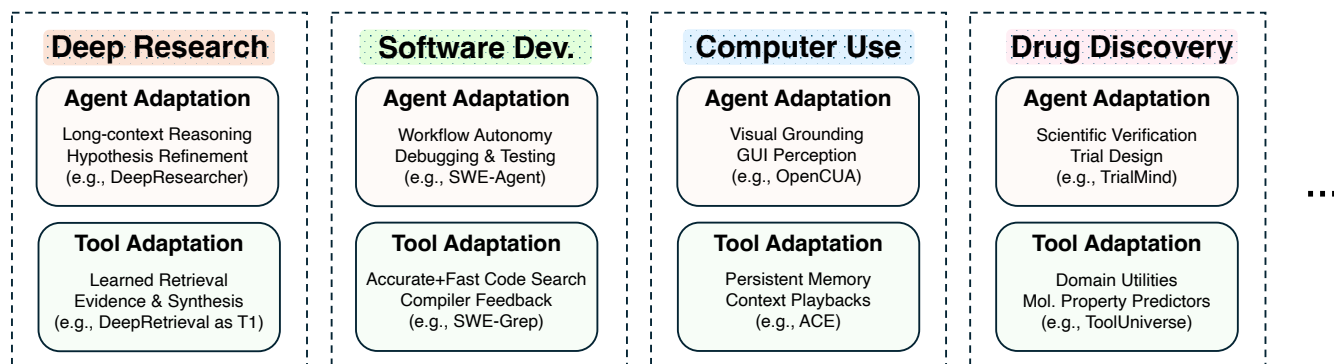 Deep Research
Agent Adaptation
Long-context Reasoning
Hypothesis Refinement
(e.g., DeepResearcher)
Tool Adaptation
Learned Retrieval
Evidence & Synthesis
(e.g., DeepRetrieval as T1)
Software Dev.
Agent Adaptation
Workflow Autonomy
Debugging & Testing
(e.g., SWE-Agent)
Tool Adaptation
Accurate+Fast Code Search
Compiler Feedback
(e.g., SWE-Grep)
Computer Use
Agent Adaptation
Visual Grounding
GUI Perception
(e.g., OpenCUA)
Tool Adaptation
Persistent Memory
Context Playbacks
(e.g., ACE)
Drug Discovery
Agent Adaptation
Scientific Verification
Trial Design
(e.g., TrialMind)
Tool Adaptation
Domain Utilities
Mol. Property Predictors
(e.g., ToolUniverse)
...